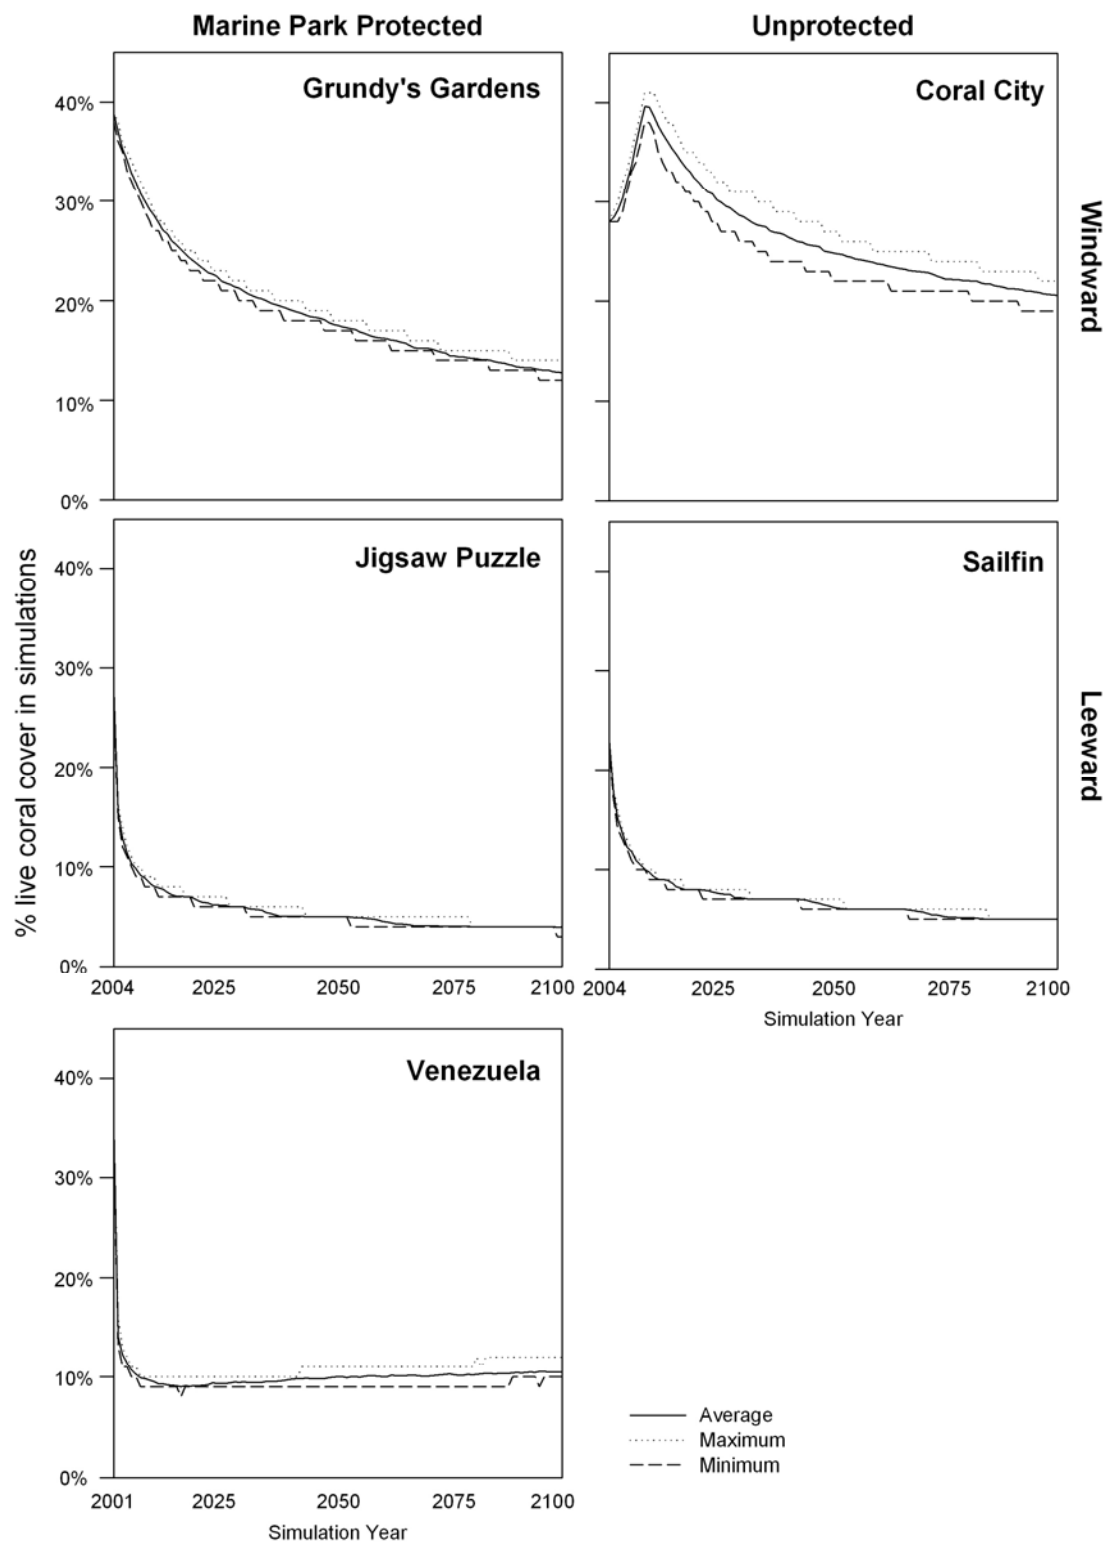 Marine Park Protected
Unprotected
Grundy's Gardens
Coral City
40%
30%
20%
10%
0%
Windward
Jigsaw Puzzle
Sailfin
40%
30%
20%
10%
0%
% live coral cover in simulations
Leeward
2004 2025 2050 2075 2100
2004 2025 2050 2075 2100
Simulation Year
Venezuela
40%
30%
20%
10%
0%
2001 2025 2050 2075 2100
Simulation Year
Average
Maximum
Minimum